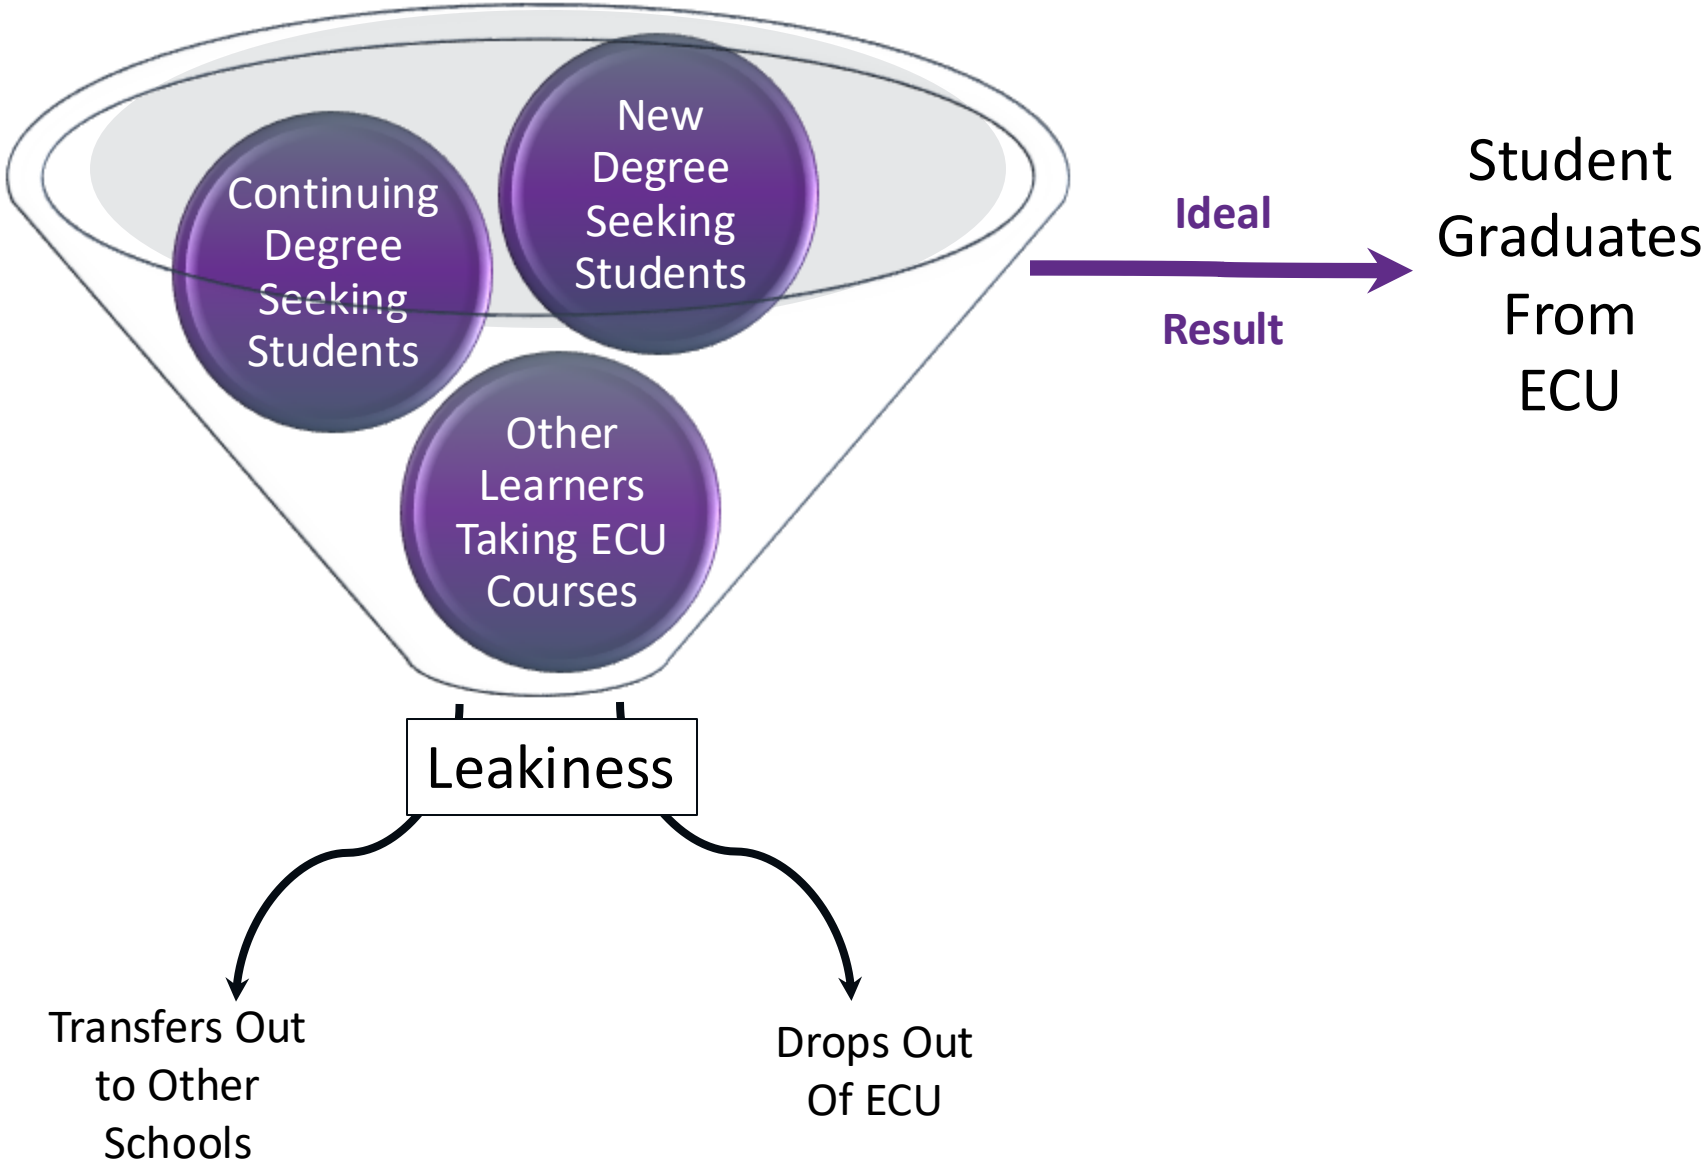 New
Degree
Seeking
Students
Continuing
Degree
Seeking
Students
Other
Learners
Taking ECU
Courses
Ideal
Result
Student
Graduates
From
ECU
Leakiness
Transfers Out
to Other
Schools
Drops Out
Of ECU